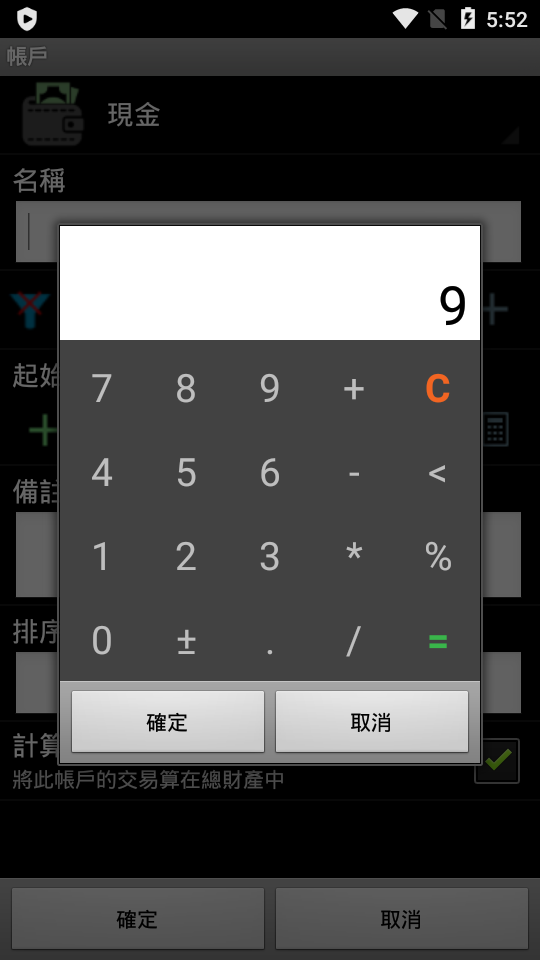 5:52
帳戶
現金
名稱
9
起始
備註
排序
計算
將此帳戶的交易算在總財產中
7 8 9 + C
4 5 6 - <
1 2 3 * %
0 ± . / =
確定 取消
確定 取消